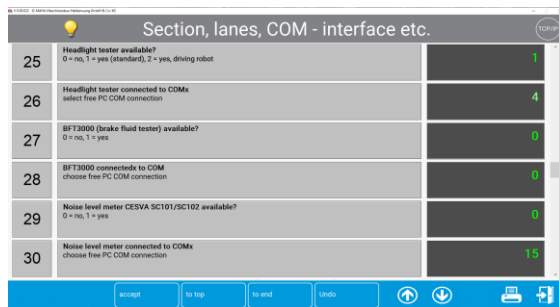 Section, lanes, COM - interface etc.
TCP/IP
25
Headlight tester available?
0 = no, 1 = yes (standard), 2 = yes, driving robot
1
26
Headlight tester connected to COMx
select free PC COM connection
4
27
BFT3000 (brake fluid tester) available?
0 = no, 1 = yes
0
28
BFT3000 connectedx to COM
choose free PC COM connection
0
29
Noise level meter CESVA SC101/SC102 available?
0 = no, 1 = yes
0
30
Noise level meter connected to COMx
choose free PC COM connection
15
accept
to top
to end
Undo